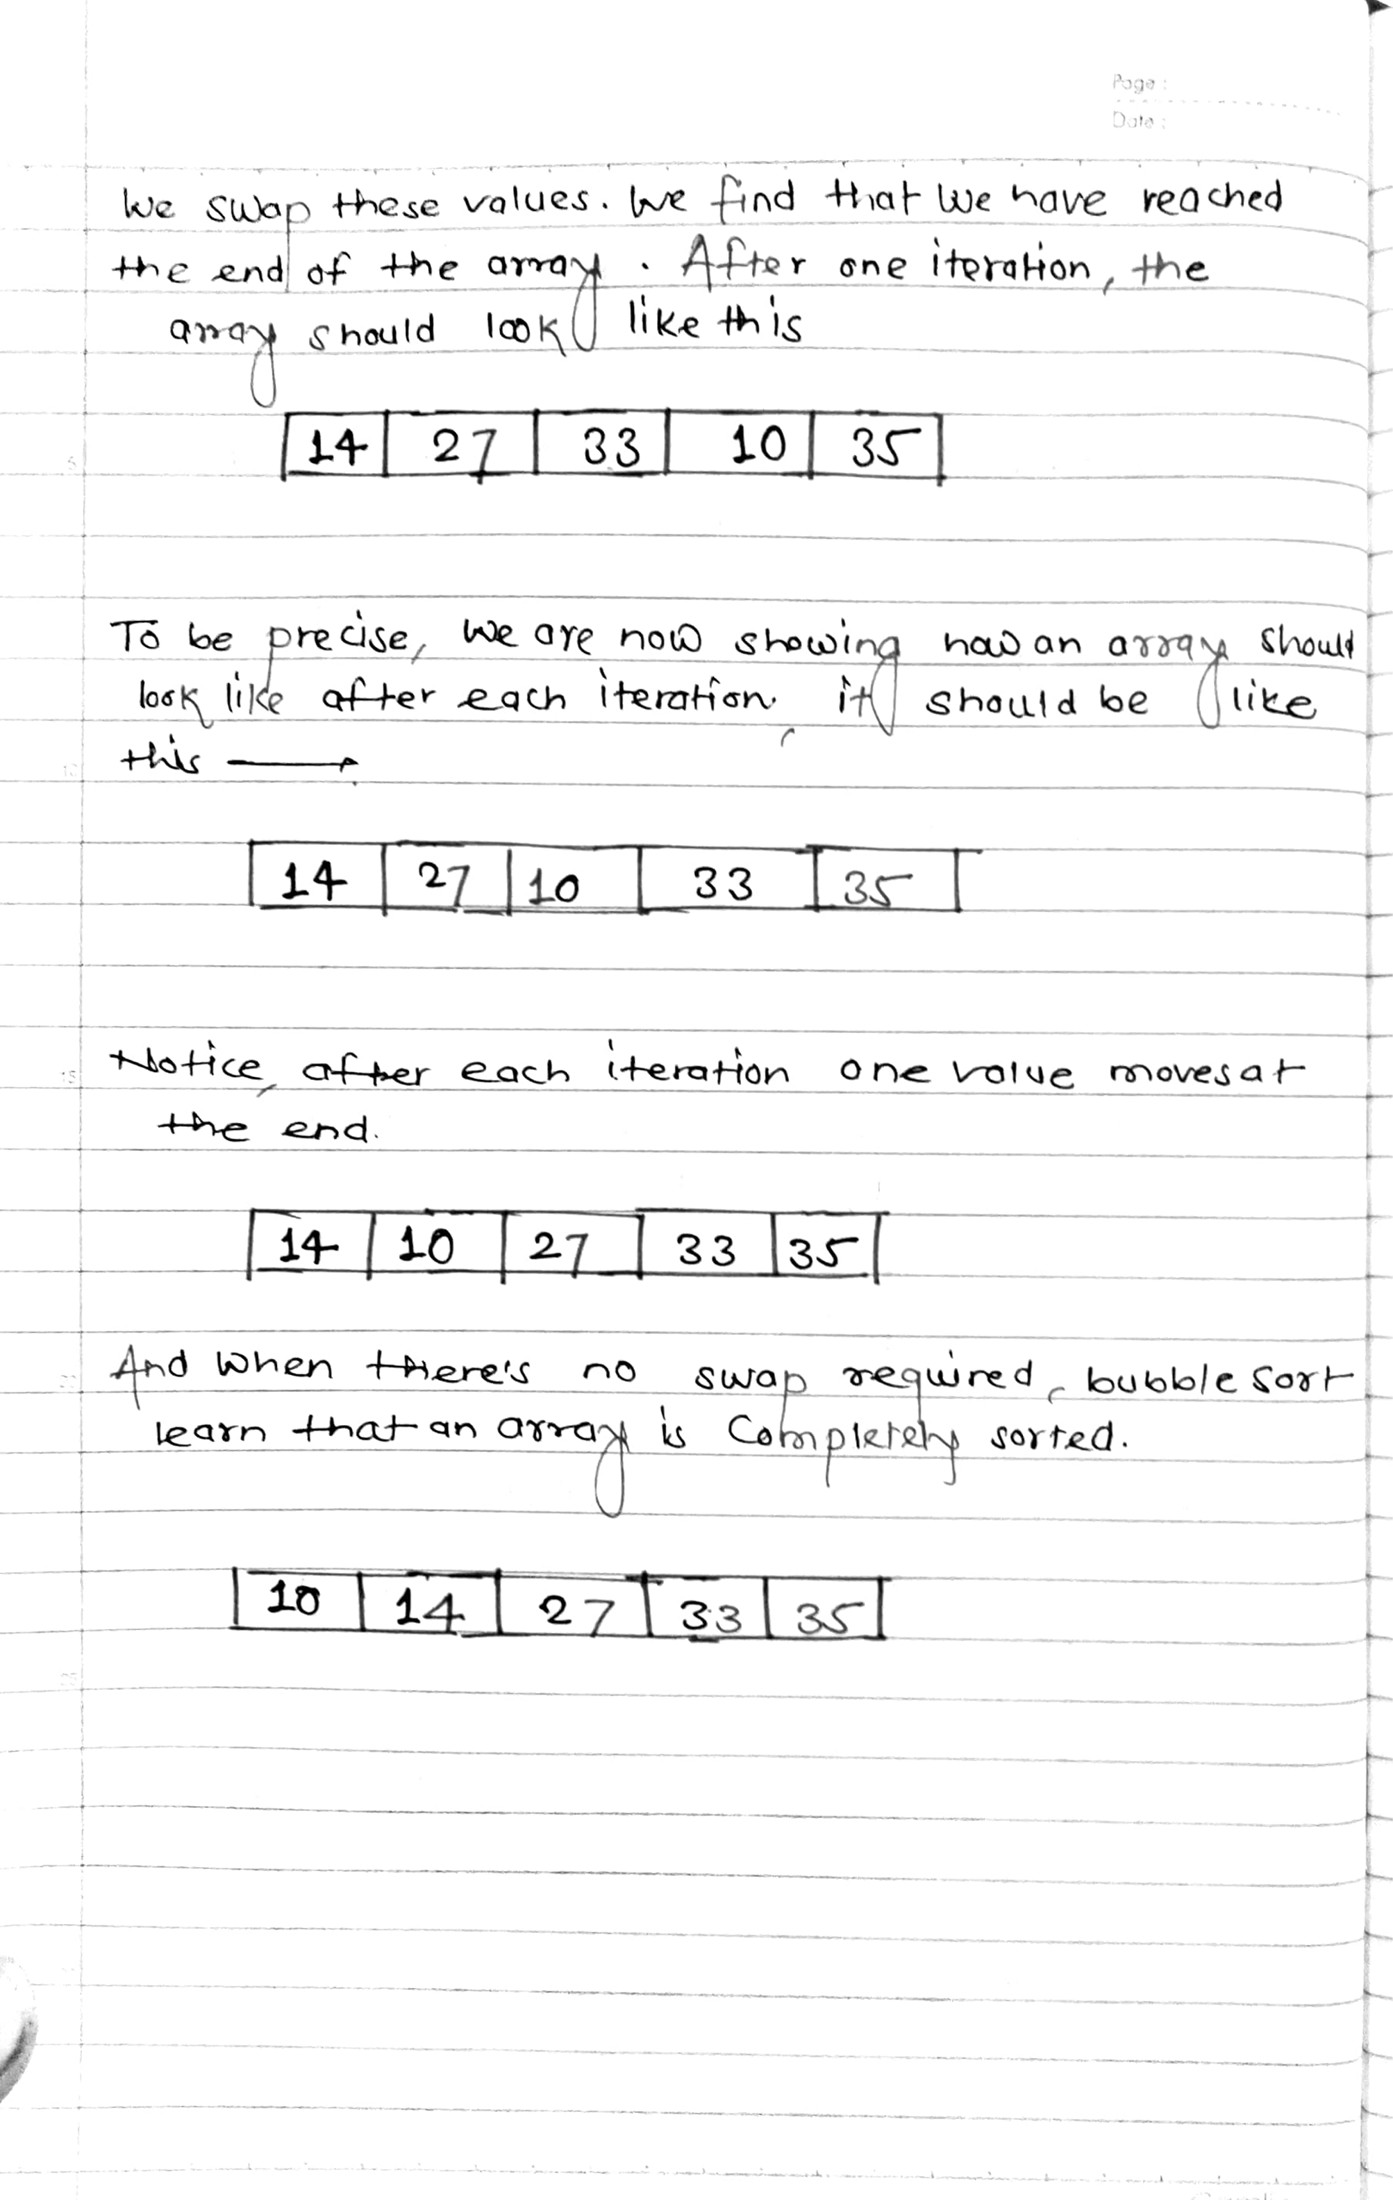 Page :
Date :
We swap these values. We find that we have reached
the end of the array. After one iteration, the
array should look like this
14 27 33 10 35
To be precise, we are now showing how an array should
look like after each iteration. it should be like
this →
14 27 10 33 35
Notice, after each iteration one value moves at
the end.
14 10 27 33 35
And when there's no swap required, bubble sort
learn that an array is Completely sorted.
10 14 27 33 35